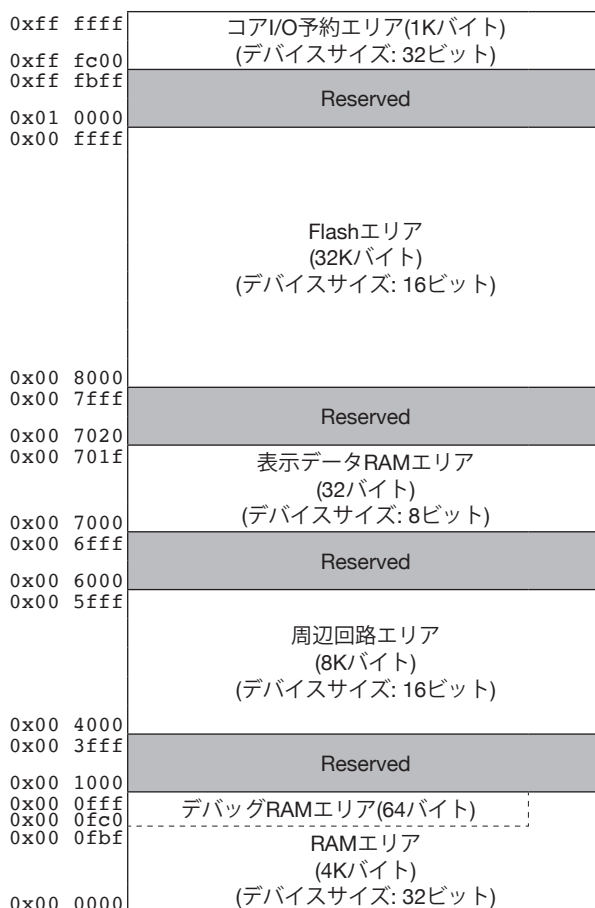 0xff ffff
コアI/O予約エリア(1Kバイト)
(デバイスサイズ: 32ビット)
0xff fc00
0xff fbff
Reserved
0x01 0000
0x00 ffff
Flashエリア
(32Kバイト)
(デバイスサイズ: 16ビット)
0x00 8000
0x00 7fff
Reserved
0x00 7020
0x00 701f
表示データRAMエリア
(32バイト)
(デバイスサイズ: 8ビット)
0x00 7000
0x00 6fff
Reserved
0x00 6000
0x00 5fff
周辺回路エリア
(8Kバイト)
(デバイスサイズ: 16ビット)
0x00 4000
0x00 3fff
Reserved
0x00 1000
0x00 0fff
デバッグRAMエリア(64バイト)
0x00 0fc0
0x00 0fbf
RAMエリア
(4Kバイト)
(デバイスサイズ: 32ビット)
0x00 0000